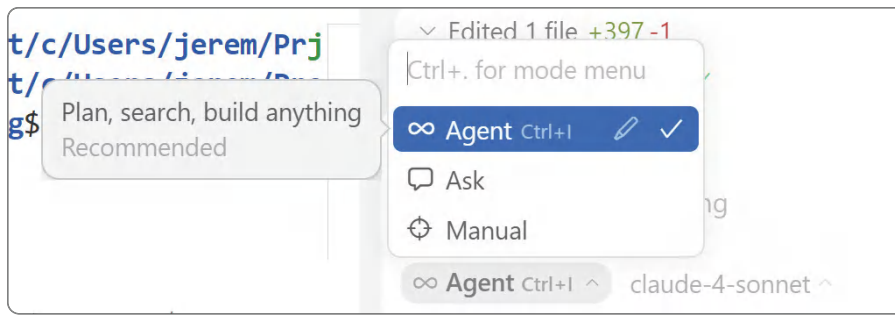 t/c/Users/jerem/Prj
g$
Plan, search, build anything
Recommended
Edited 1 file +397 -1
Ctrl+. for mode menu
Agent Ctrl+I
Ask
Manual
ng
Agent Ctrl+I
claude-4-sonnet